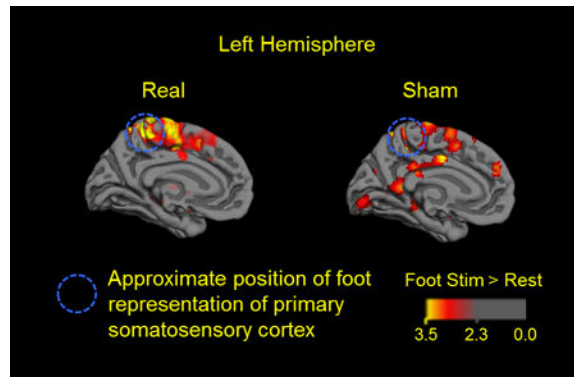 Left Hemisphere
Real
Sham
Approximate position of foot
representation of primary
somatosensory cortex
Foot Stim > Rest
3.5 2.3 0.0